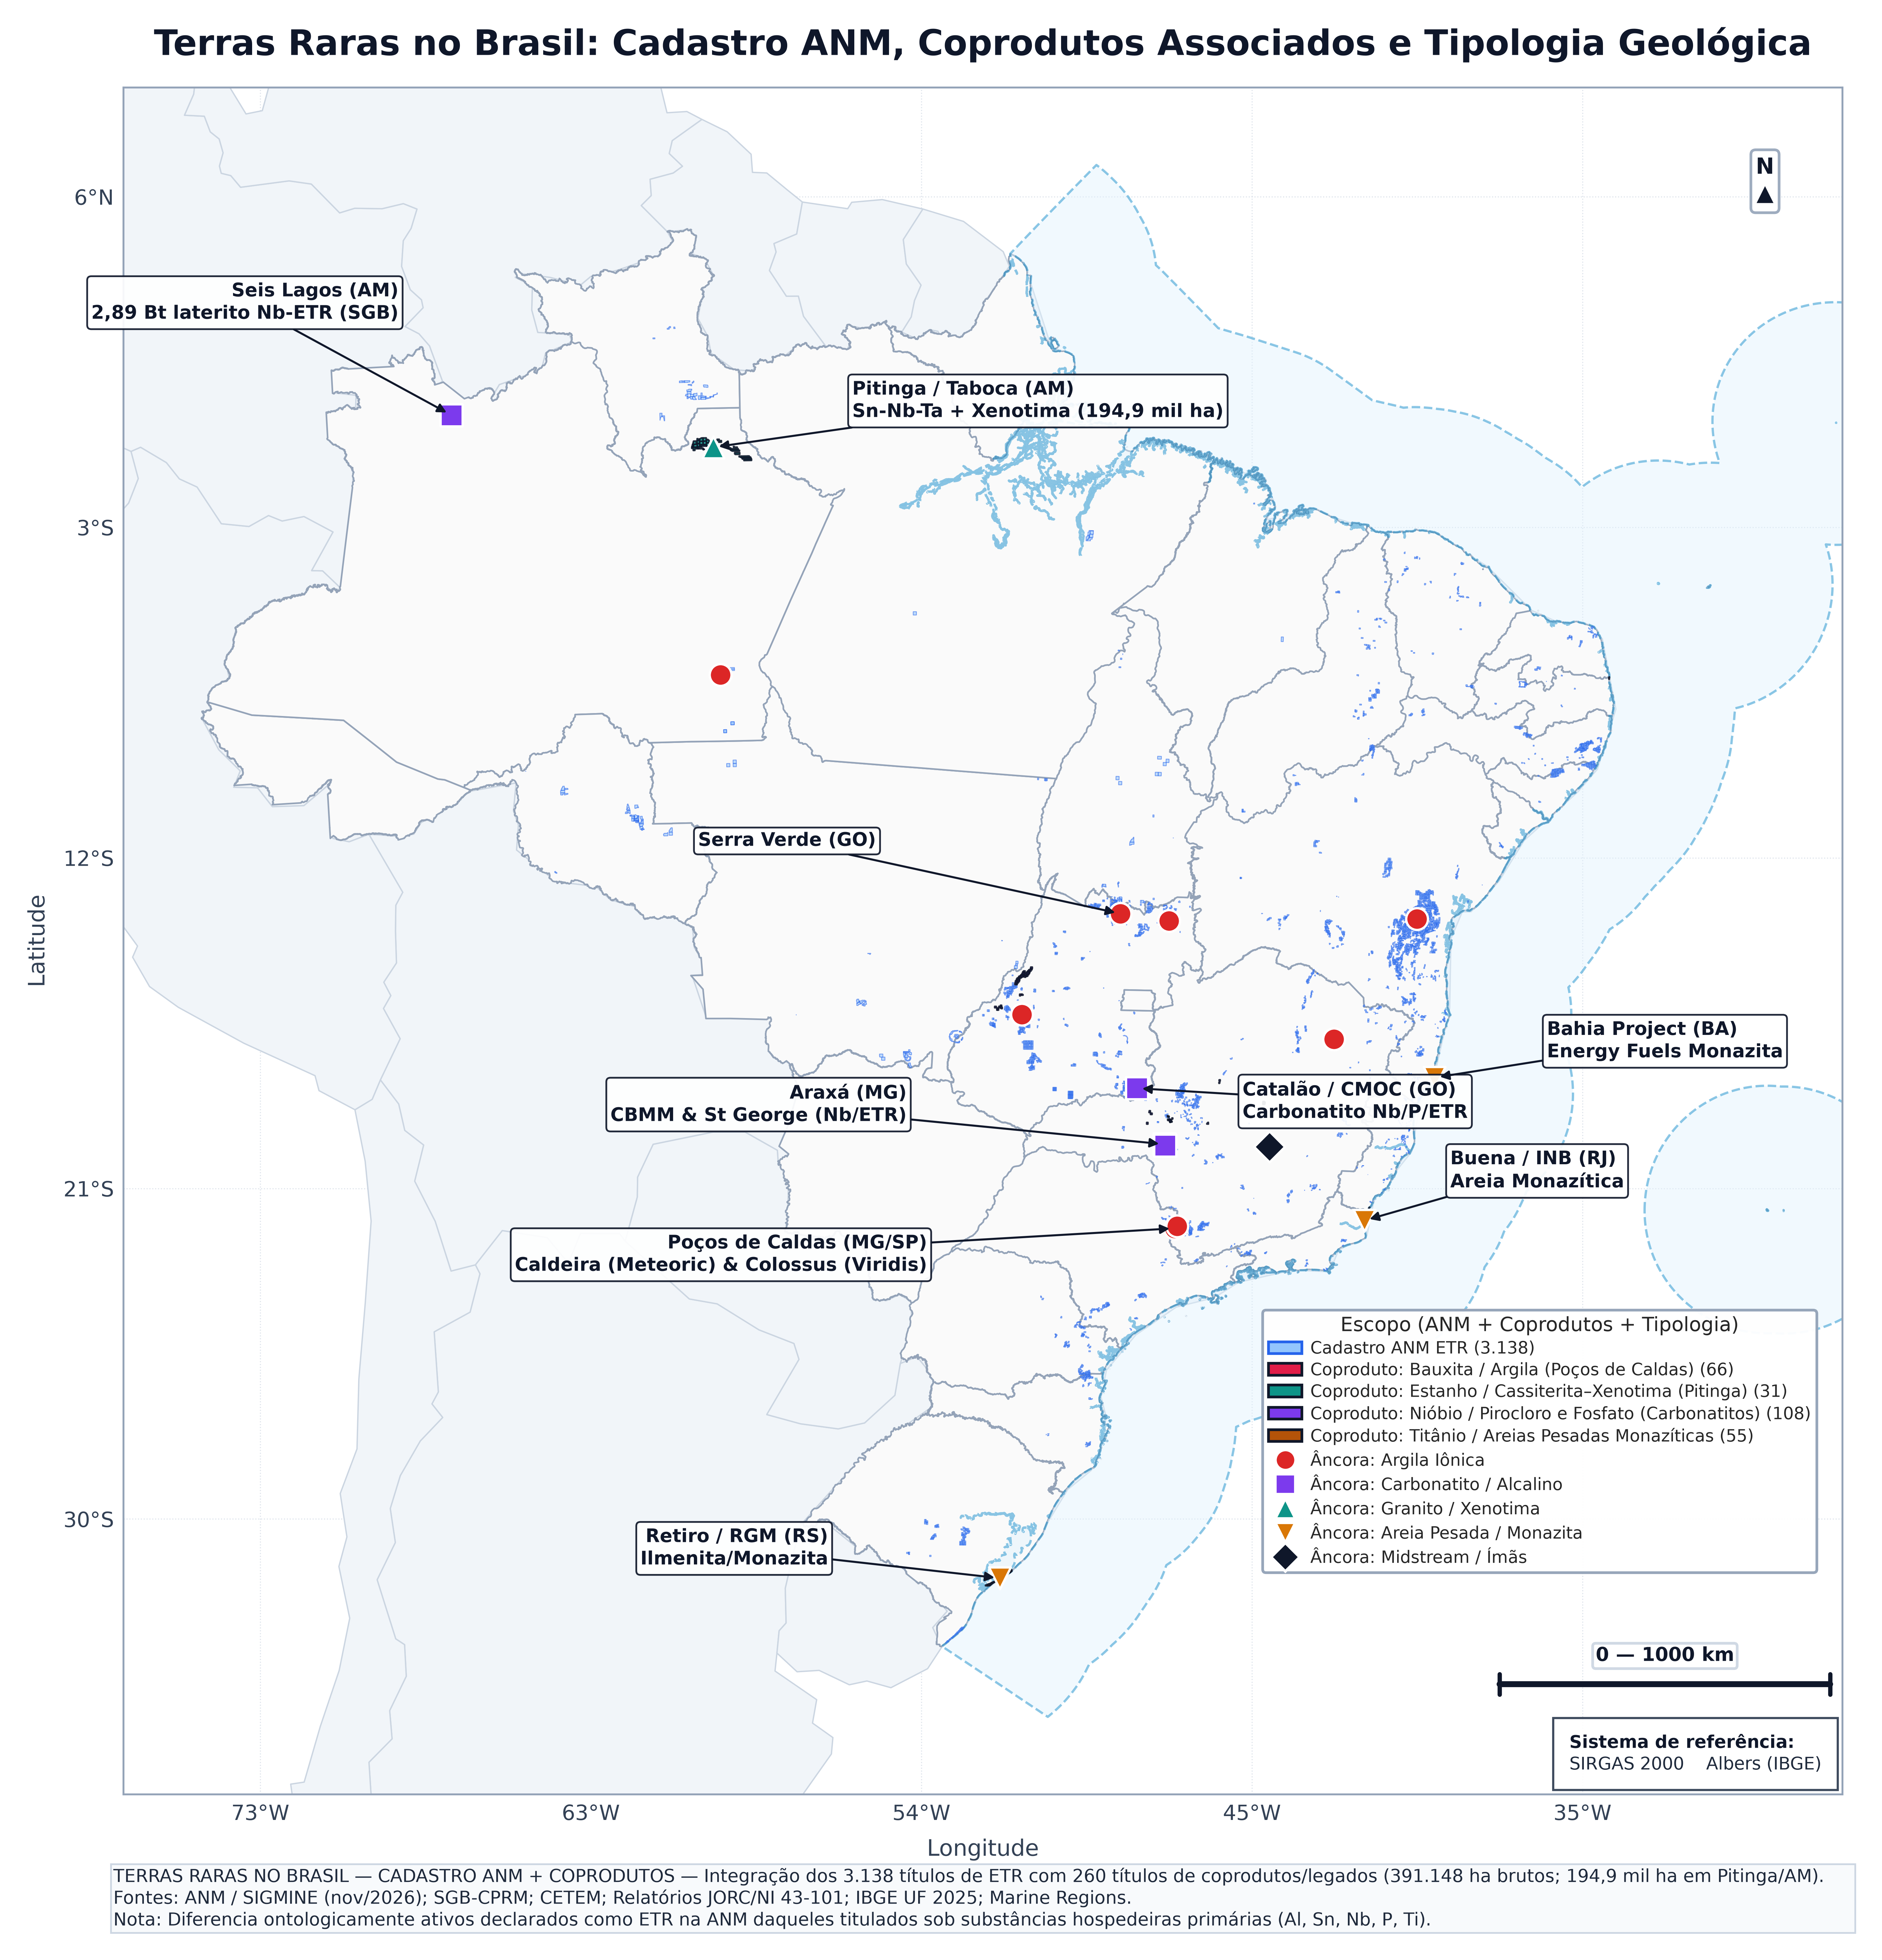 Terras Raras no Brasil: Cadastro ANM, Coprodutos Associados e Tipologia Geológica
N
6°N
3°S
12°S
21°S
30°S
Latitude
Seis Lagos (AM)
2,89 Bt laterito Nb-ETR (SGB)
Pitinga / Taboca (AM)
Sn-Nb-Ta + Xenotima (194,9 mil ha)
Serra Verde (GO)
Bahia Project (BA)
Energy Fuels Monazita
Araxá (MG)
CBMM & St George (Nb/ETR)
Catalão / CMOC (GO)
Carbonatito Nb/P/ETR
Buena / INB (RJ)
Areia Monazítica
Poços de Caldas (MG/SP)
Caldeira (Meteoric) & Colossus (Viridis)
Retiro / RGM (RS)
Ilmenita/Monazita
Escopo (ANM + Coprodutos + Tipologia)
Cadastro ANM ETR (3.138)
Coproduto: Bauxita / Argila (Poços de Caldas) (66)
Coproduto: Estanho / Cassiterita–Xenotima (Pitinga) (31)
Coproduto: Nióbio / Pirocloro e Fosfato (Carbonatitos) (108)
Coproduto: Titânio / Areias Pesadas Monazíticas (55)
Âncora: Argila Iônica
Âncora: Carbonatito / Alcalino
Âncora: Granito / Xenotima
Âncora: Areia Pesada / Monazita
Âncora: Midstream / Ímãs
0 — 1000 km
Sistema de referência:
SIRGAS 2000 Albers (IBGE)
73°W 63°W 54°W 45°W 35°W
Longitude
TERRAS RARAS NO BRASIL — CADASTRO ANM + COPRODUTOS — Integração dos 3.138 títulos de ETR com 260 títulos de coprodutos/legados (391.148 ha brutos; 194,9 mil ha em Pitinga/AM).
Fontes: ANM / SIGMINE (nov/2026); SGB-CPRM; CETEM; Relatórios JORC/NI 43-101; IBGE UF 2025; Marine Regions.
Nota: Diferencia ontologicamente ativos declarados como ETR na ANM daqueles titulados sob substâncias hospedeiras primárias (Al, Sn, Nb, P, Ti).